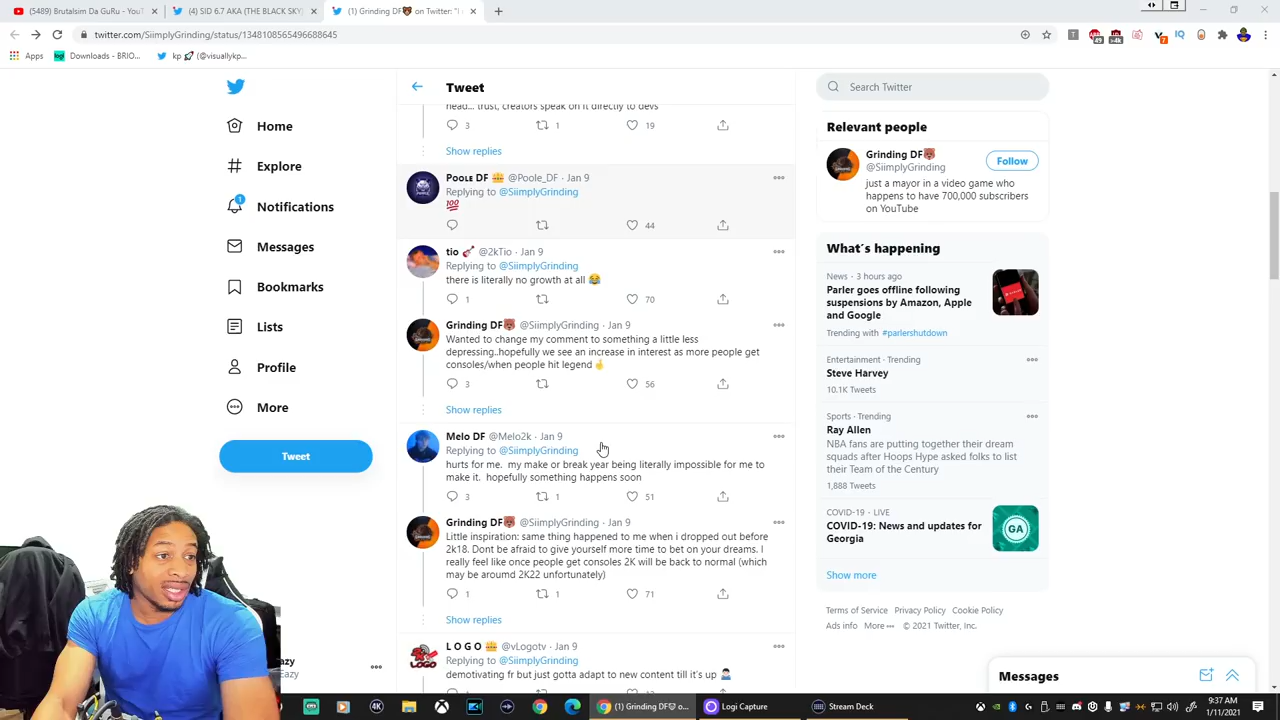 (5489) Brutalsim Da GuRu - YouT
(4) SID 6.7 AKA (THE BLACK SKY
(1) Grinding DF🐻 on Twitter: "I
twitter.com/SiimplyGrinding/status/1348108565496688645
Apps
Downloads - BRIO...
kp 🚀 (@visuallykp...
Tweet
head... trust, creators speak on it directly to devs
3 1 19
Show replies
Pᴏᴏʟᴇ DF 👑 @Poole_DF · Jan 9
Replying to @SiimplyGrinding
💯
44
tio 🎸 @2kTio · Jan 9
Replying to @SiimplyGrinding
there is literally no growth at all 😂
1 70
Grinding DF🐻 @SiimplyGrinding · Jan 9
Wanted to change my comment to something a little less
depressing..hopefully we see an increase in interest as more people get
consoles/when people hit legend🤞
3 56
Show replies
Melo DF @Melo2k · Jan 9
Replying to @SiimplyGrinding
hurts for me. my make or break year being literally impossible for me to
make it. hopefully something happens soon
3 1 51
Grinding DF🐻 @SiimplyGrinding · Jan 9
Little inspiration: same thing happened to me when i dropped out before
2k18. Dont be afraid to give yourself more time to bet on your dreams. I
really feel like once people get consoles 2K will be back to normal (which
may be aroumd 2K22 unfortunately)
1 1 71
Show replies
L O G O 👑 @vLogotv · Jan 9
Replying to @SiimplyGrinding
demotivating fr but just gotta adapt to new content till it's up 🤷🏻‍♂️
Home
Explore
1
Notifications
Messages
Bookmarks
Lists
Profile
More
Tweet
azy
cazy
Search Twitter
Relevant people
Grinding DF🐻
@SiimplyGrinding
Follow
just a mayor in a video game who
happens to have 700,000 subscribers
on YouTube
What's happening
News · 3 hours ago
Parler goes offline following
suspensions by Amazon, Apple
and Google
Trending with #parlershutdown
Entertainment · Trending
Steve Harvey
10.1K Tweets
Sports · Trending
Ray Allen
NBA fans are putting together their dream
squads after Hoops Hype asked folks to list
their Team of the Century
1,888 Tweets
COVID-19 · LIVE
COVID-19: News and updates for
Georgia
GA
Show more
Terms of Service Privacy Policy Cookie Policy
Ads info More © 2021 Twitter, Inc.
Messages
4K
(1) Grinding DF🐻 o...
Logi Capture
Stream Deck
9:37 AM
1/11/2021